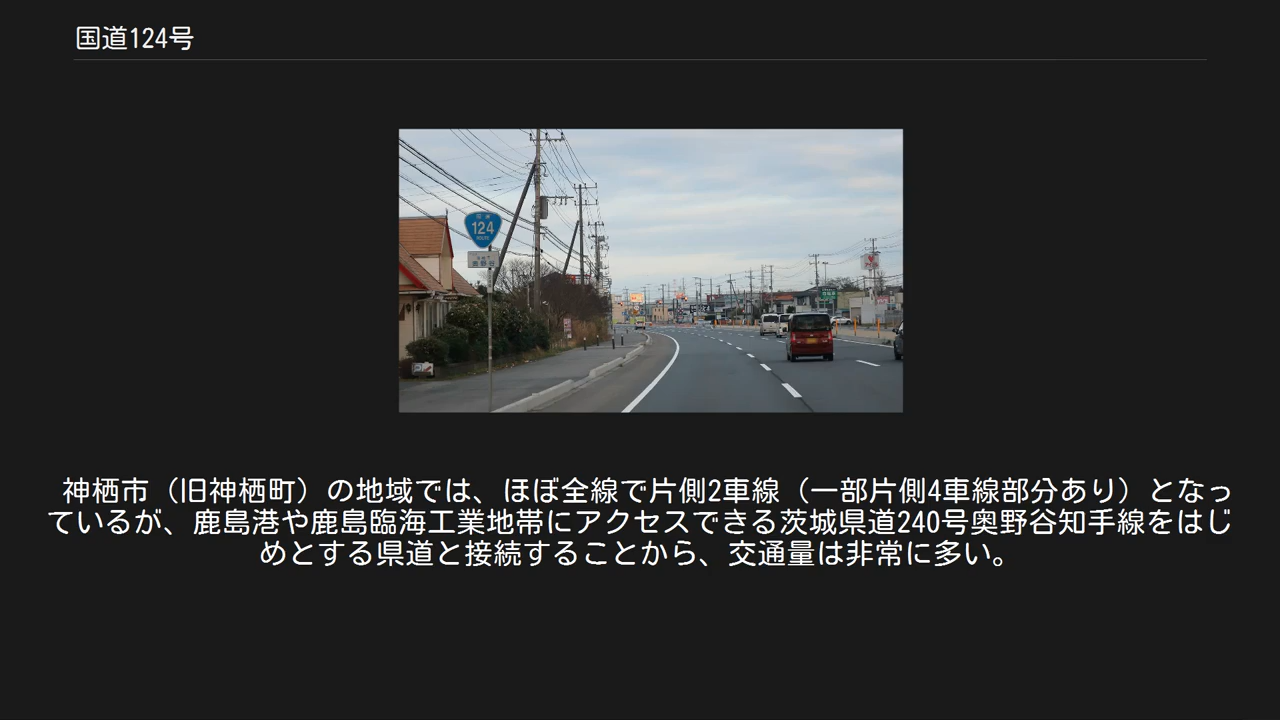 国道124号
124
ROUTE
奥野谷
神栖市（旧神栖町）の地域では、ほぼ全線で片側2車線（一部片側4車線部分あり）となっ
ているが、鹿島港や鹿島臨海工業地帯にアクセスできる茨城県道240号奥野谷知手線をはじ
めとする県道と接続することから、交通量は非常に多い。